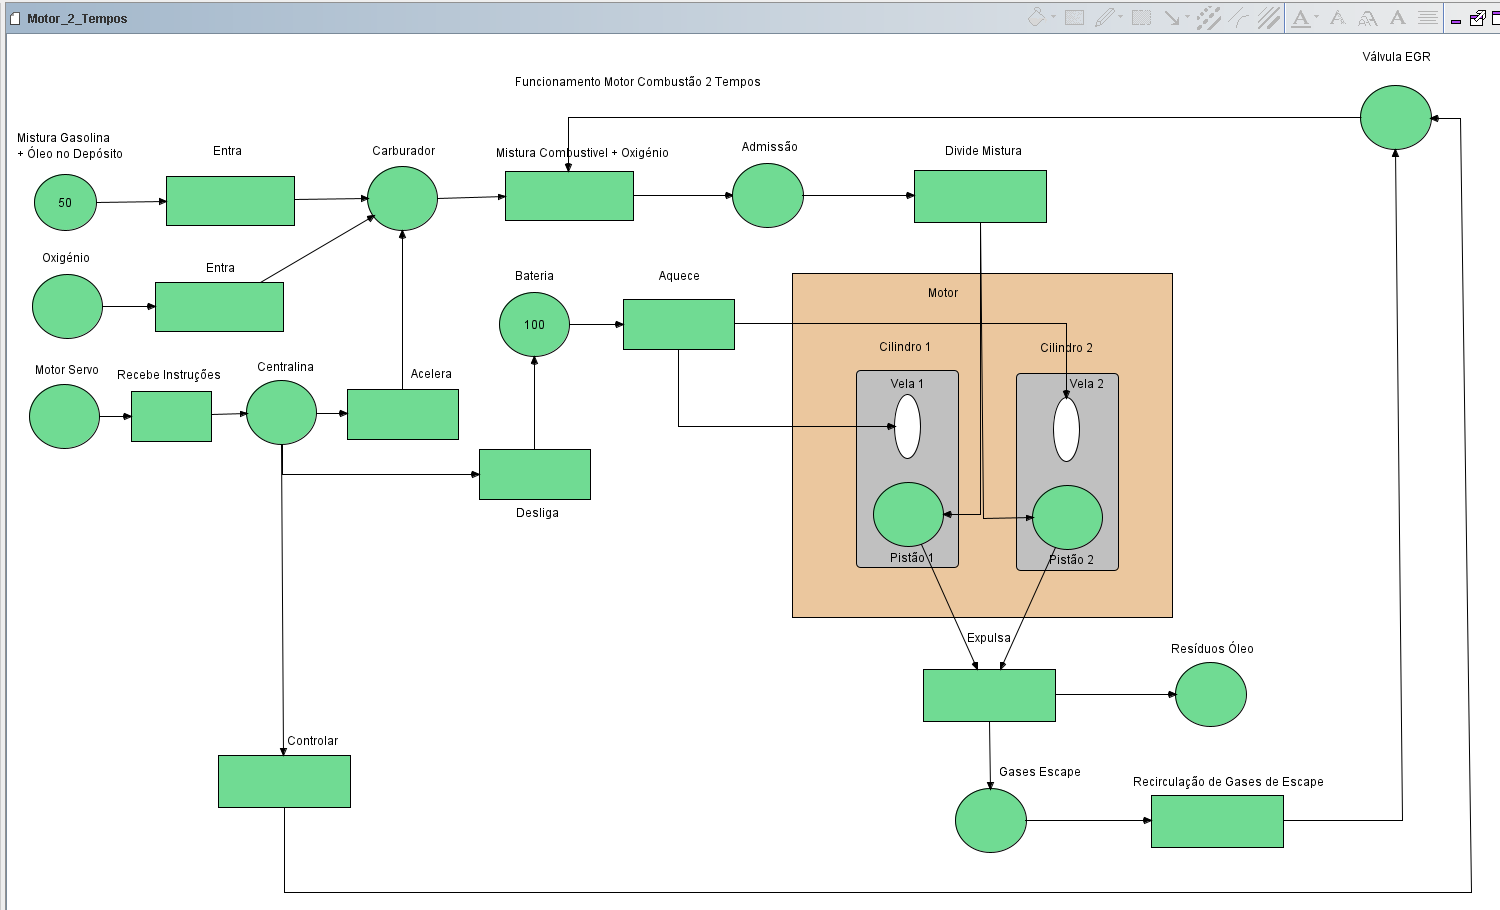 Motor_2_Tempos
Válvula EGR
Funcionamento Motor Combustão 2 Tempos
Mistura Gasolina
+ Óleo no Depósito
Entra
Carburador
Mistura Combustivel + Oxigénio
Admissão
Divide Mistura
50
Oxigénio
Entra
Bateria
Aquece
Motor
100
Cilindro 1
Cilindro 2
Motor Servo
Recebe Instruções
Centralina
Acelera
Vela 1
Vela 2
Desliga
Pistão 1
Pistão 2
Expulsa
Resíduos Óleo
Controlar
Gases Escape
Recirculação de Gases de Escape